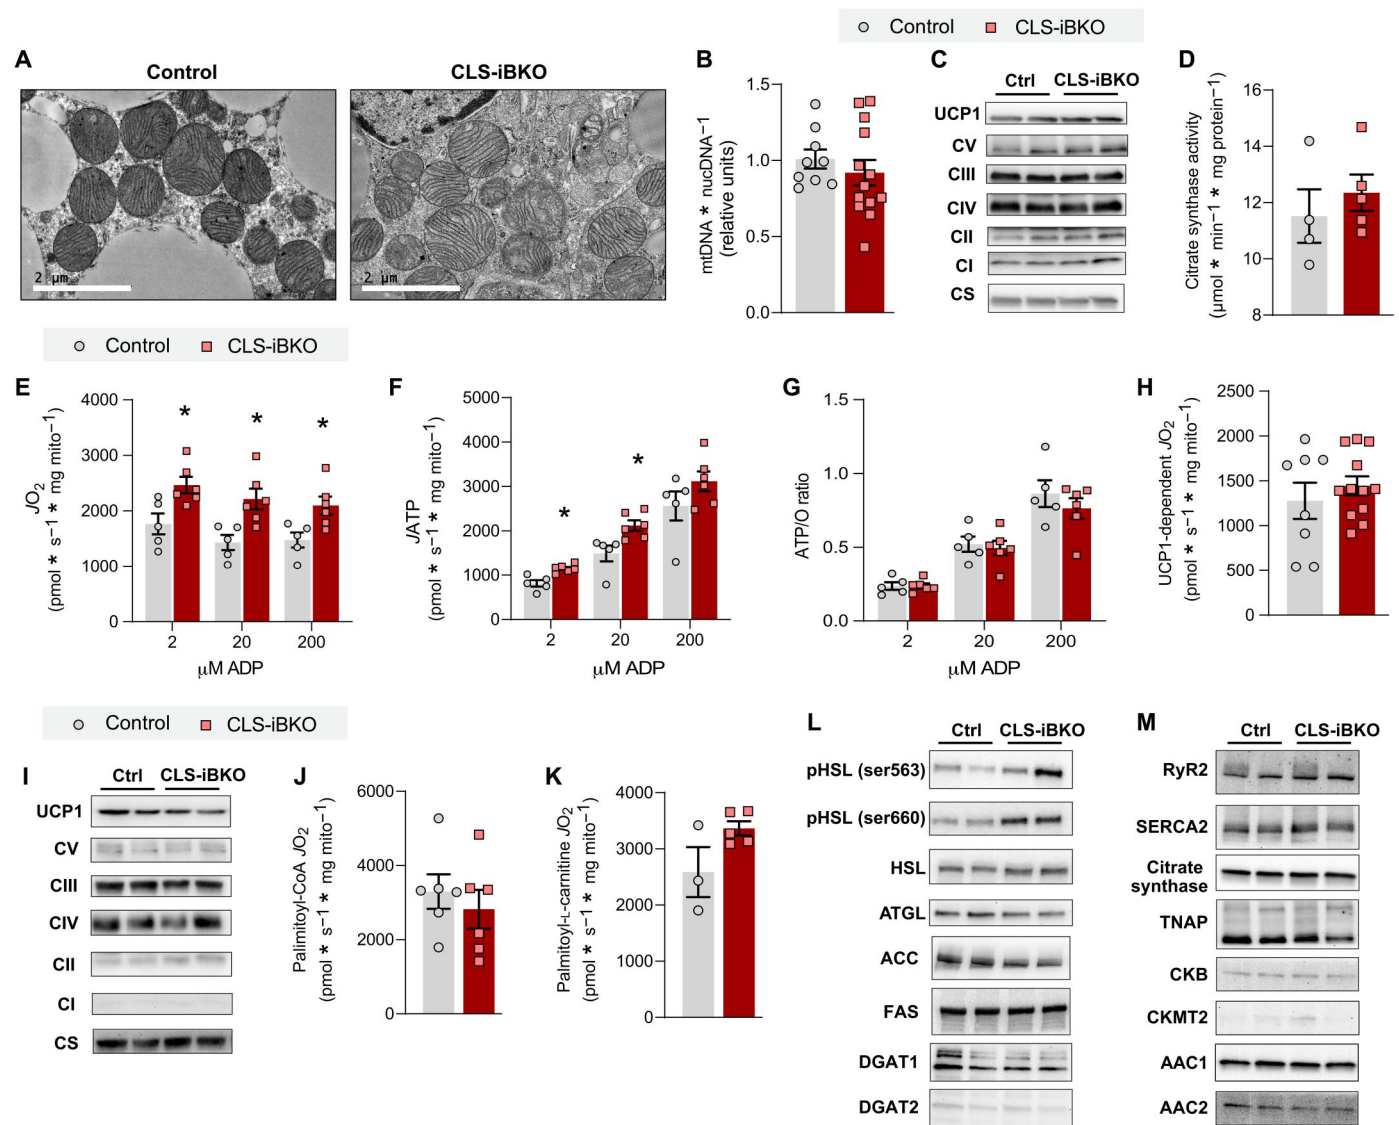 Control CLS-iBKO
A
Control
CLS-iBKO
2 µm
2 µm
B
mtDNA * nucDNA−1
(relative units)
1.5
1.0
0.5
0.0
C
Ctrl CLS-iBKO
UCP1
CV
CIII
CIV
CII
CI
CS
D
Citrate synthase activity
(µmol * min−1 * mg protein−1)
16
14
12
10
8
Control CLS-iBKO
E
JO2
(pmol * s−1 * mg mito−1)
4000
3000
2000
1000
0
* * *
2 20 200
µM ADP
F
JATP
(pmol * s−1 * mg mito−1)
5000
4000
3000
2000
1000
0
* *
2 20 200
µM ADP
G
ATP/O ratio
1.5
1.0
0.5
0.0
2 20 200
µM ADP
H
UCP1-dependent JO2
(pmol * s−1 * mg mito−1)
2500
2000
1500
1000
500
0
Control CLS-iBKO
I
Ctrl CLS-iBKO
UCP1
CV
CIII
CIV
CII
CI
CS
J
Palimitoyl-CoA JO2
(pmol * s−1 * mg mito−1)
6000
4000
2000
0
K
Palmitoyl-L-carnitine JO2
(pmol * s−1 * mg mito−1)
4000
3000
2000
1000
0
L
Ctrl CLS-iBKO
pHSL (ser563)
pHSL (ser660)
HSL
ATGL
ACC
FAS
DGAT1
DGAT2
M
Ctrl CLS-iBKO
RyR2
SERCA2
Citrate
synthase
TNAP
CKB
CKMT2
AAC1
AAC2